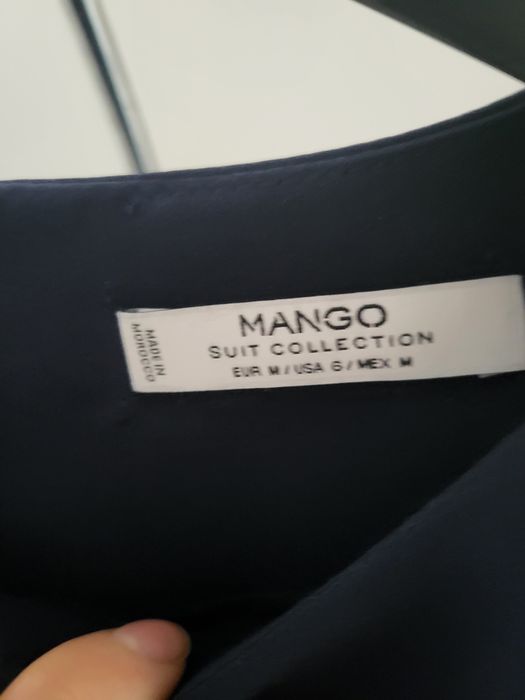 MANGO
SUIT COLLECTION
EUR M / USA 6 / MEX M
MADE IN
MOROCCO